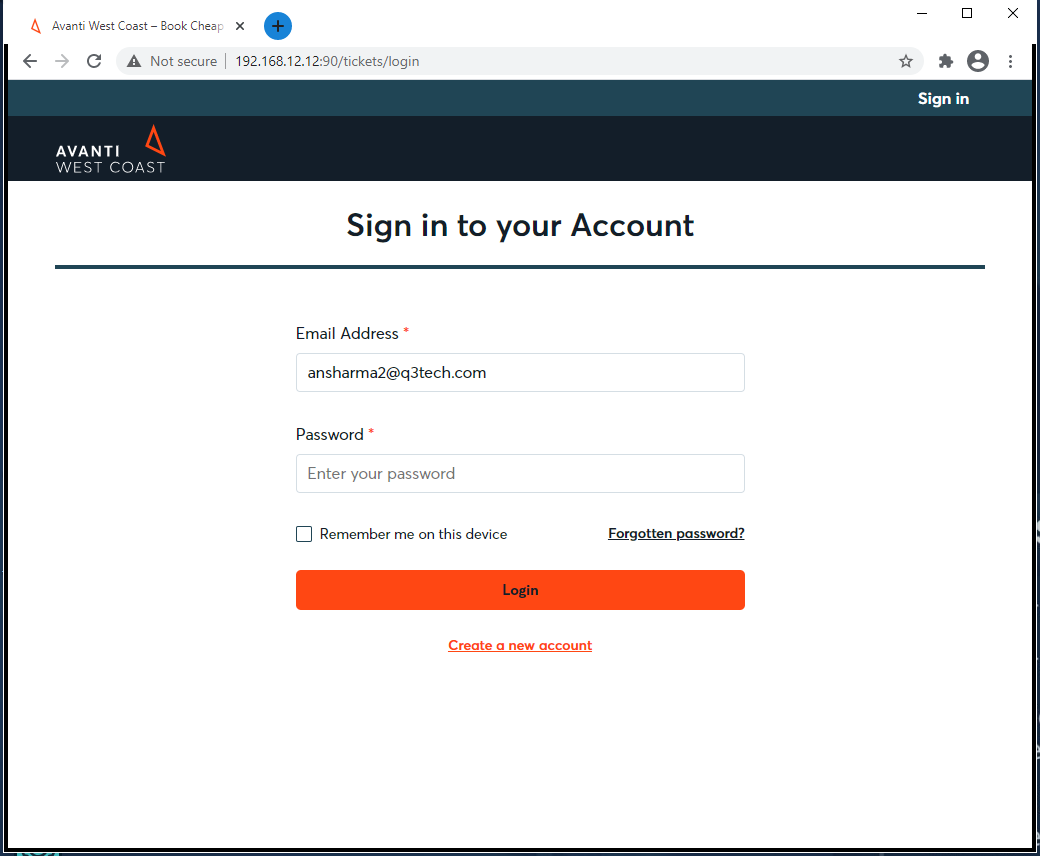 Avanti West Coast – Book Cheap
Not secure
192.168.12.12:90/tickets/login
Sign in
AVANTI
WEST COAST
Sign in to your Account
Email Address *
ansharma2@q3tech.com
Password *
Enter your password
Remember me on this device
Forgotten password?
Login
Create a new account